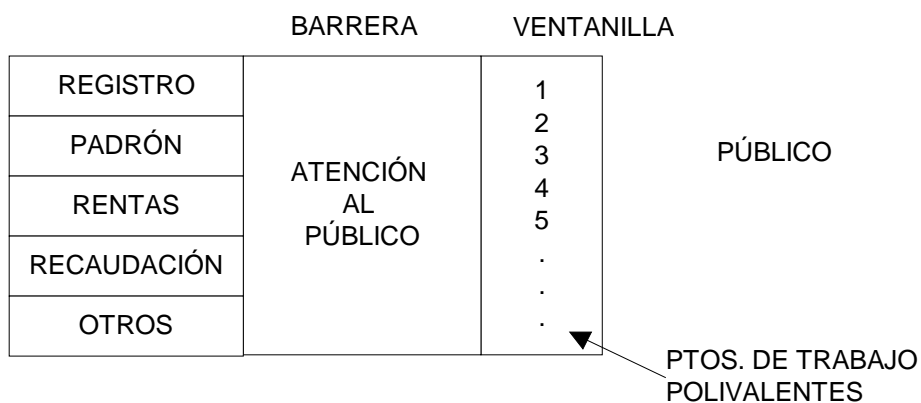 BARRERA
VENTANILLA
REGISTRO
PADRÓN
RENTAS
RECAUDACIÓN
OTROS
ATENCIÓN
AL
PÚBLICO
1
2
3
4
5
.
.
.
PÚBLICO
PTOS. DE TRABAJO
POLIVALENTES